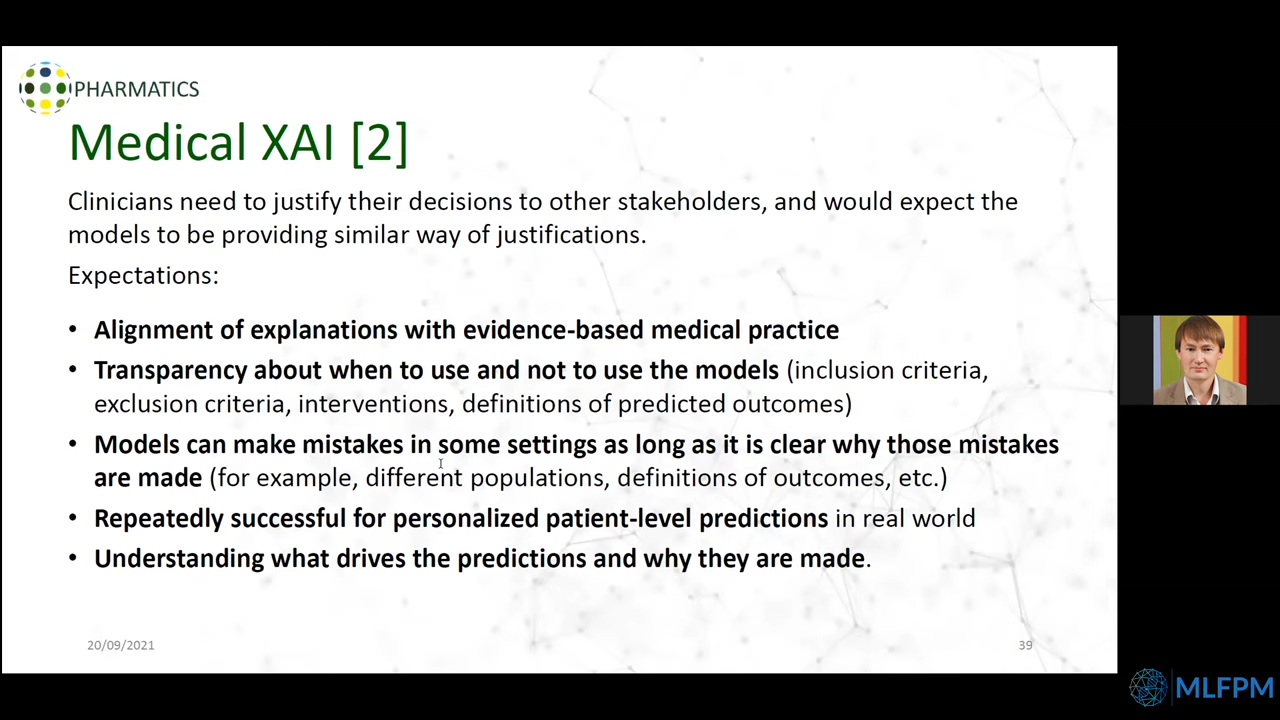 PHARMATICS
Medical XAI [2]
Clinicians need to justify their decisions to other stakeholders, and would expect the
models to be providing similar way of justifications.
Expectations:
• Alignment of explanations with evidence-based medical practice
• Transparency about when to use and not to use the models (inclusion criteria,
exclusion criteria, interventions, definitions of predicted outcomes)
• Models can make mistakes in some settings as long as it is clear why those mistakes
are made (for example, different populations, definitions of outcomes, etc.)
• Repeatedly successful for personalized patient-level predictions in real world
• Understanding what drives the predictions and why they are made.
20/09/2021
39
MLFPM